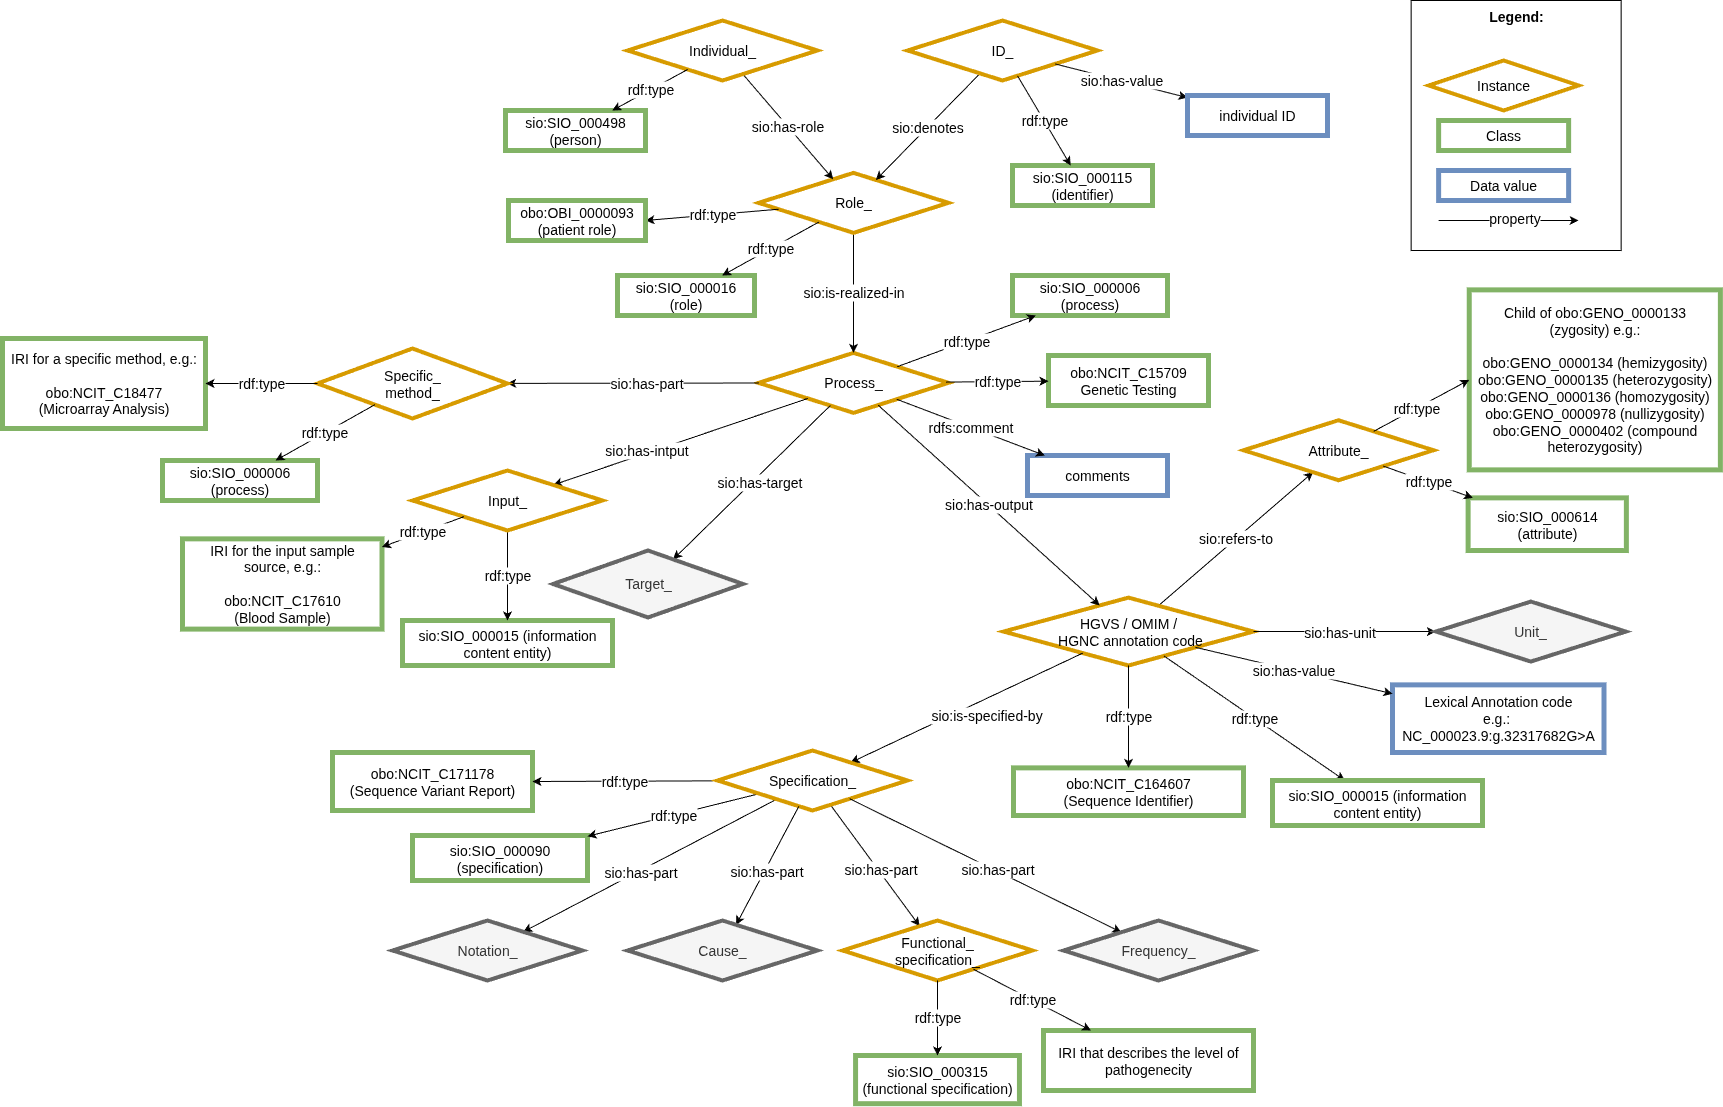 Legend:
Instance
Class
Data value
property
Individual_
ID_
rdf:type
sio:has-value
sio:SIO_000498
(person)
sio:has-role
sio:denotes
rdf:type
individual ID
sio:SIO_000115
(identifier)
Role_
obo:OBI_0000093
(patient role)
rdf:type
rdf:type
sio:SIO_000016
(role)
sio:is-realized-in
sio:SIO_000006
(process)
rdf:type
IRI for a specific method, e.g.:
obo:NCIT_C18477
(Microarray Analysis)
rdf:type
Specific_
method_
sio:has-part
Process_
rdf:type
obo:NCIT_C15709
Genetic Testing
rdf:type
sio:SIO_000006
(process)
sio:has-intput
sio:has-target
rdfs:comment
comments
sio:has-output
Input_
rdf:type
IRI for the input sample
source, e.g.:
obo:NCIT_C17610
(Blood Sample)
rdf:type
sio:SIO_000015 (information
content entity)
Target_
Child of obo:GENO_0000133
(zygosity) e.g.:
obo:GENO_0000134 (hemizygosity)
obo:GENO_0000135 (heterozygosity)
obo:GENO_0000136 (homozygosity)
obo:GENO_0000978 (nullizygosity)
obo:GENO_0000402 (compound
heterozygosity)
rdf:type
Attribute_
rdf:type
sio:SIO_000614
(attribute)
sio:refers-to
HGVS / OMIM /
HGNC annotation code
sio:has-unit
Unit_
sio:has-value
Lexical Annotation code
e.g.:
NC_000023.9:g.32317682G>A
sio:is-specified-by
rdf:type
rdf:type
obo:NCIT_C164607
(Sequence Identifier)
sio:SIO_000015 (information
content entity)
obo:NCIT_C171178
(Sequence Variant Report)
rdf:type
Specification_
rdf:type
sio:SIO_000090
(specification)
sio:has-part
sio:has-part
sio:has-part
sio:has-part
Notation_
Cause_
Functional_
specification_
Frequency_
rdf:type
rdf:type
sio:SIO_000315
(functional specification)
IRI that describes the level of
pathogenecity